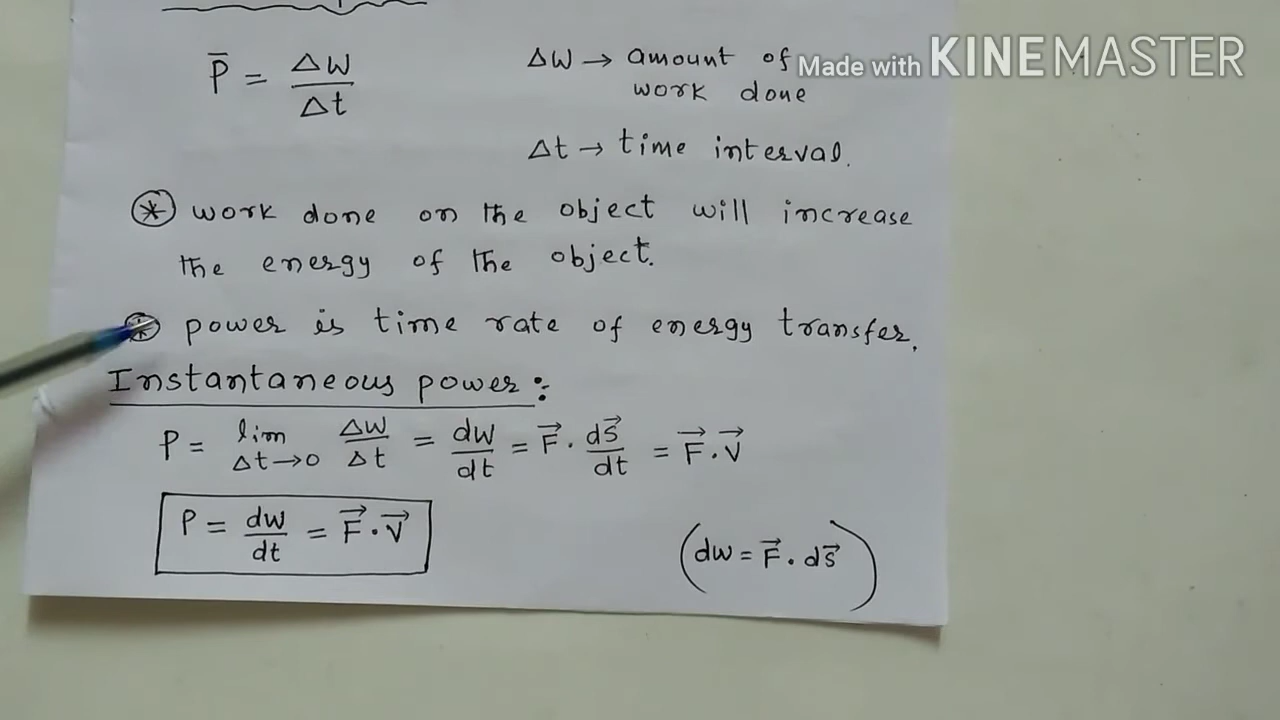 P̄ = ΔW/Δt
ΔW → amount of
work done
Δt → time interval.
Made with KINEMASTER
⊛ work done on the object will increase
the energy of the object.
⊛ power is time rate of energy transfer.
Instantaneous power :
P = lim Δt→0 ΔW/Δt = dW/dt = F⃗ . dS⃗/dt = F⃗ . V⃗
P = dW/dt = F⃗ . V⃗
(dW = F⃗ . dS⃗)